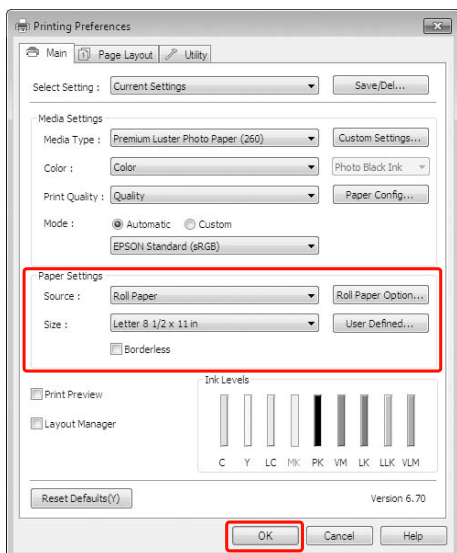 Printing Preferences
Main Page Layout Utility
Select Setting : Current Settings Save/Del...
Media Settings
Media Type : Premium Luster Photo Paper (260) Custom Settings...
Color : Color Photo Black Ink
Print Quality : Quality Paper Config...
Mode : Automatic Custom
EPSON Standard (sRGB)
Paper Settings
Source : Roll Paper Roll Paper Option...
Size : Letter 8 1/2 x 11 in User Defined...
Borderless
Ink Levels
Print Preview
Layout Manager
C Y LC MK PK VM LK LLK VLM
Reset Defaults(Y) Version 6.70
OK Cancel Help